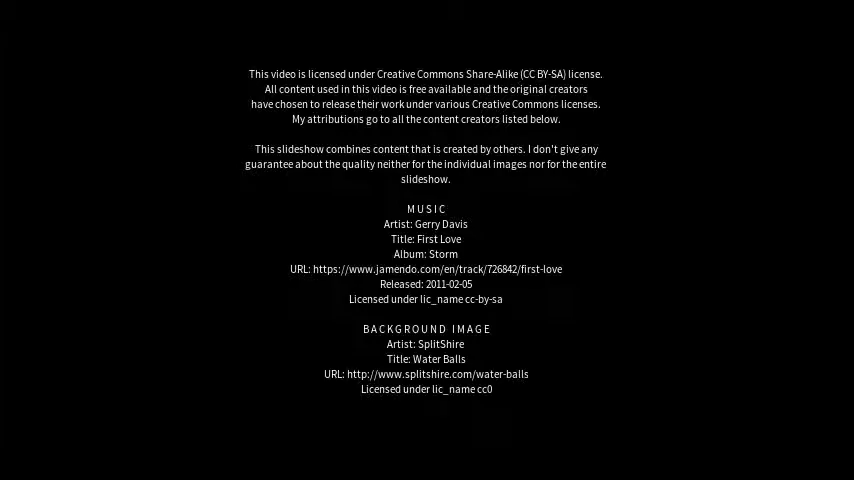 This video is licensed under Creative Commons Share-Alike (CC BY-SA) license.
All content used in this video is free available and the original creators
have chosen to release their work under various Creative Commons licenses.
My attributions go to all the content creators listed below.
This slideshow combines content that is created by others. I don't give any
guarantee about the quality neither for the individual images nor for the entire
slideshow.
MUSIC
Artist: Gerry Davis
Title: First Love
Album: Storm
URL: https://www.jamendo.com/en/track/726842/first-love
Released: 2011-02-05
Licensed under lic_name cc-by-sa
BACKGROUND IMAGE
Artist: SplitShire
Title: Water Balls
URL: http://www.splitshire.com/water-balls
Licensed under lic_name cc0